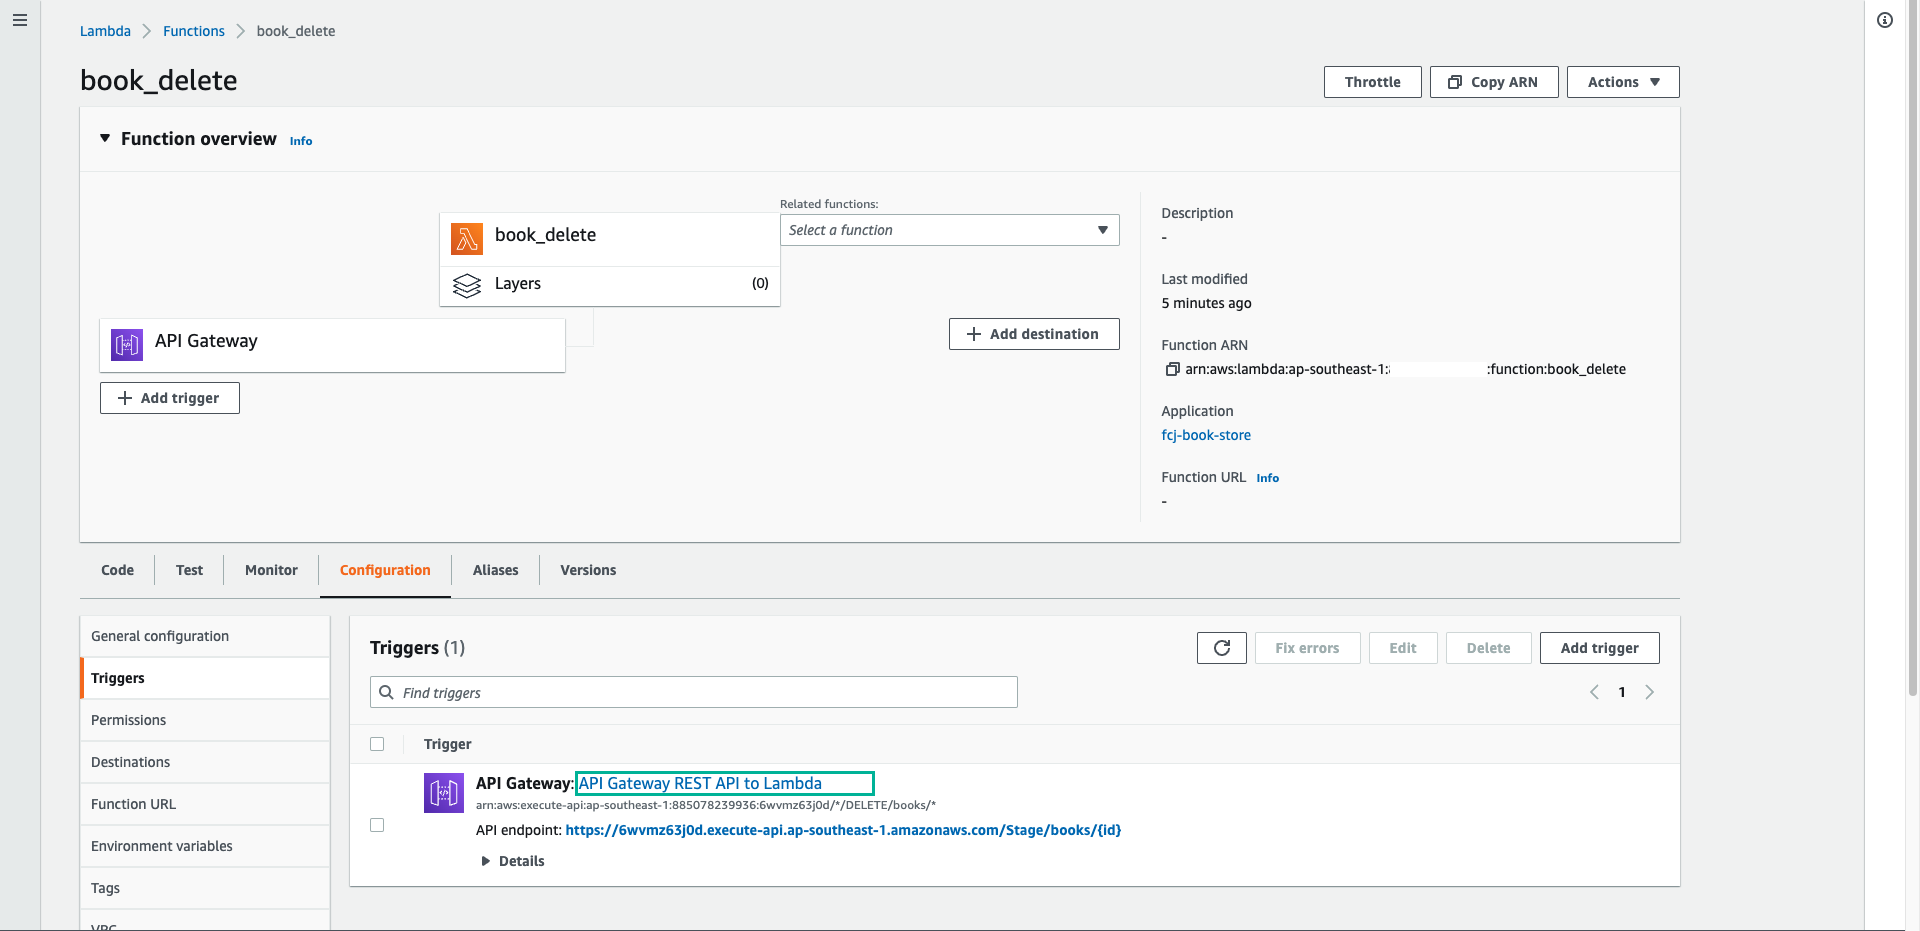 Lambda > Functions > book_delete
book_delete
Throttle
Copy ARN
Actions
Function overview Info
Related functions:
book_delete
Select a function
Layers (0)
API Gateway
Add trigger
Add destination
Description
-
Last modified
5 minutes ago
Function ARN
arn:aws:lambda:ap-southeast-1: :function:book_delete
Application
fcj-book-store
Function URL Info
-
Code
Test
Monitor
Configuration
Aliases
Versions
General configuration
Triggers
Permissions
Destinations
Function URL
Environment variables
Tags
Triggers (1)
Fix errors
Edit
Delete
Add trigger
Find triggers
1
Trigger
API Gateway: API Gateway REST API to Lambda
arn:aws:execute-api:ap-southeast-1:885078239936:6wvmz63j0d/*/DELETE/books/*
API endpoint: https://6wvmz63j0d.execute-api.ap-southeast-1.amazonaws.com/Stage/books/{id}
Details